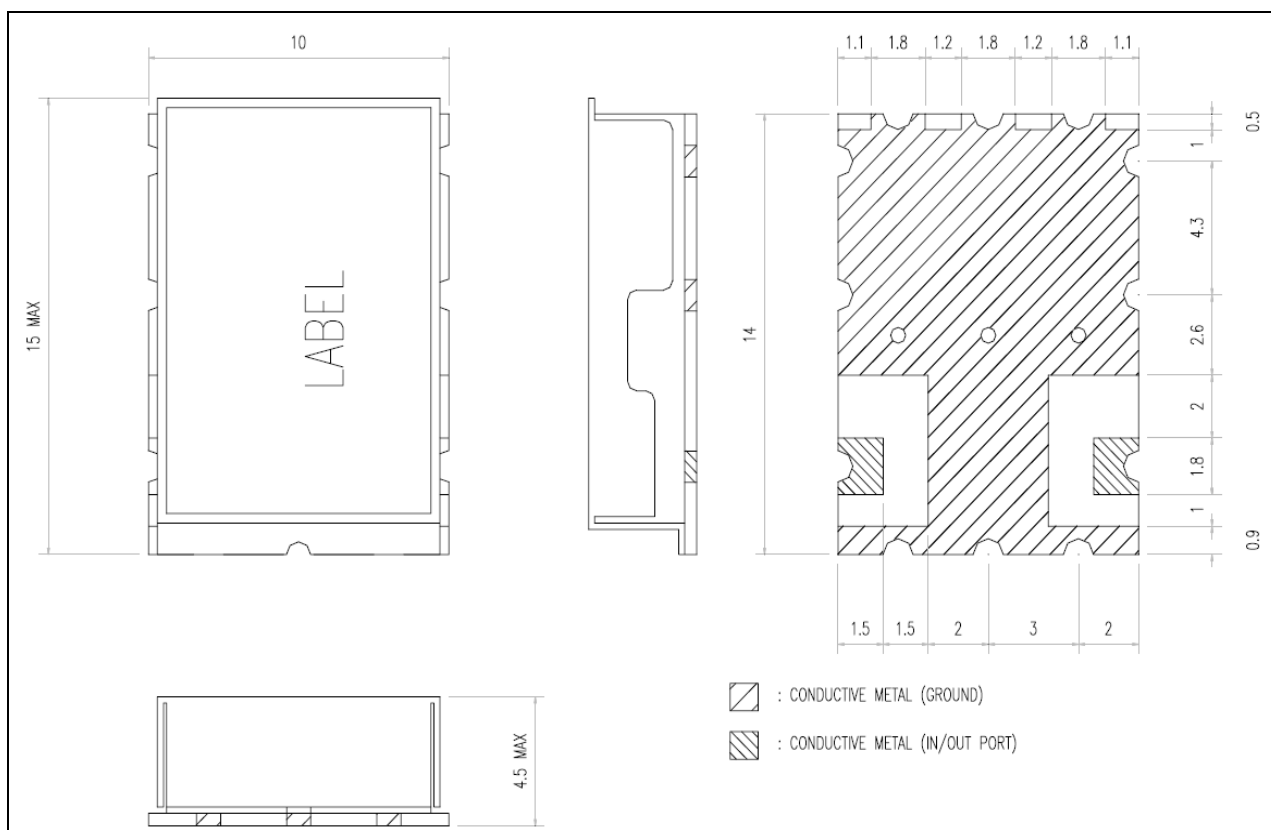 10
1.1 1.8 1.2 1.8 1.2 1.8 1.1
15 MAX
LABEL
14
0.5
1
4.3
2.6
2
1.8
1
0.9
1.5 1.5 2 3 2
4.5 MAX
: CONDUCTIVE METAL (GROUND)
: CONDUCTIVE METAL (IN/OUT PORT)